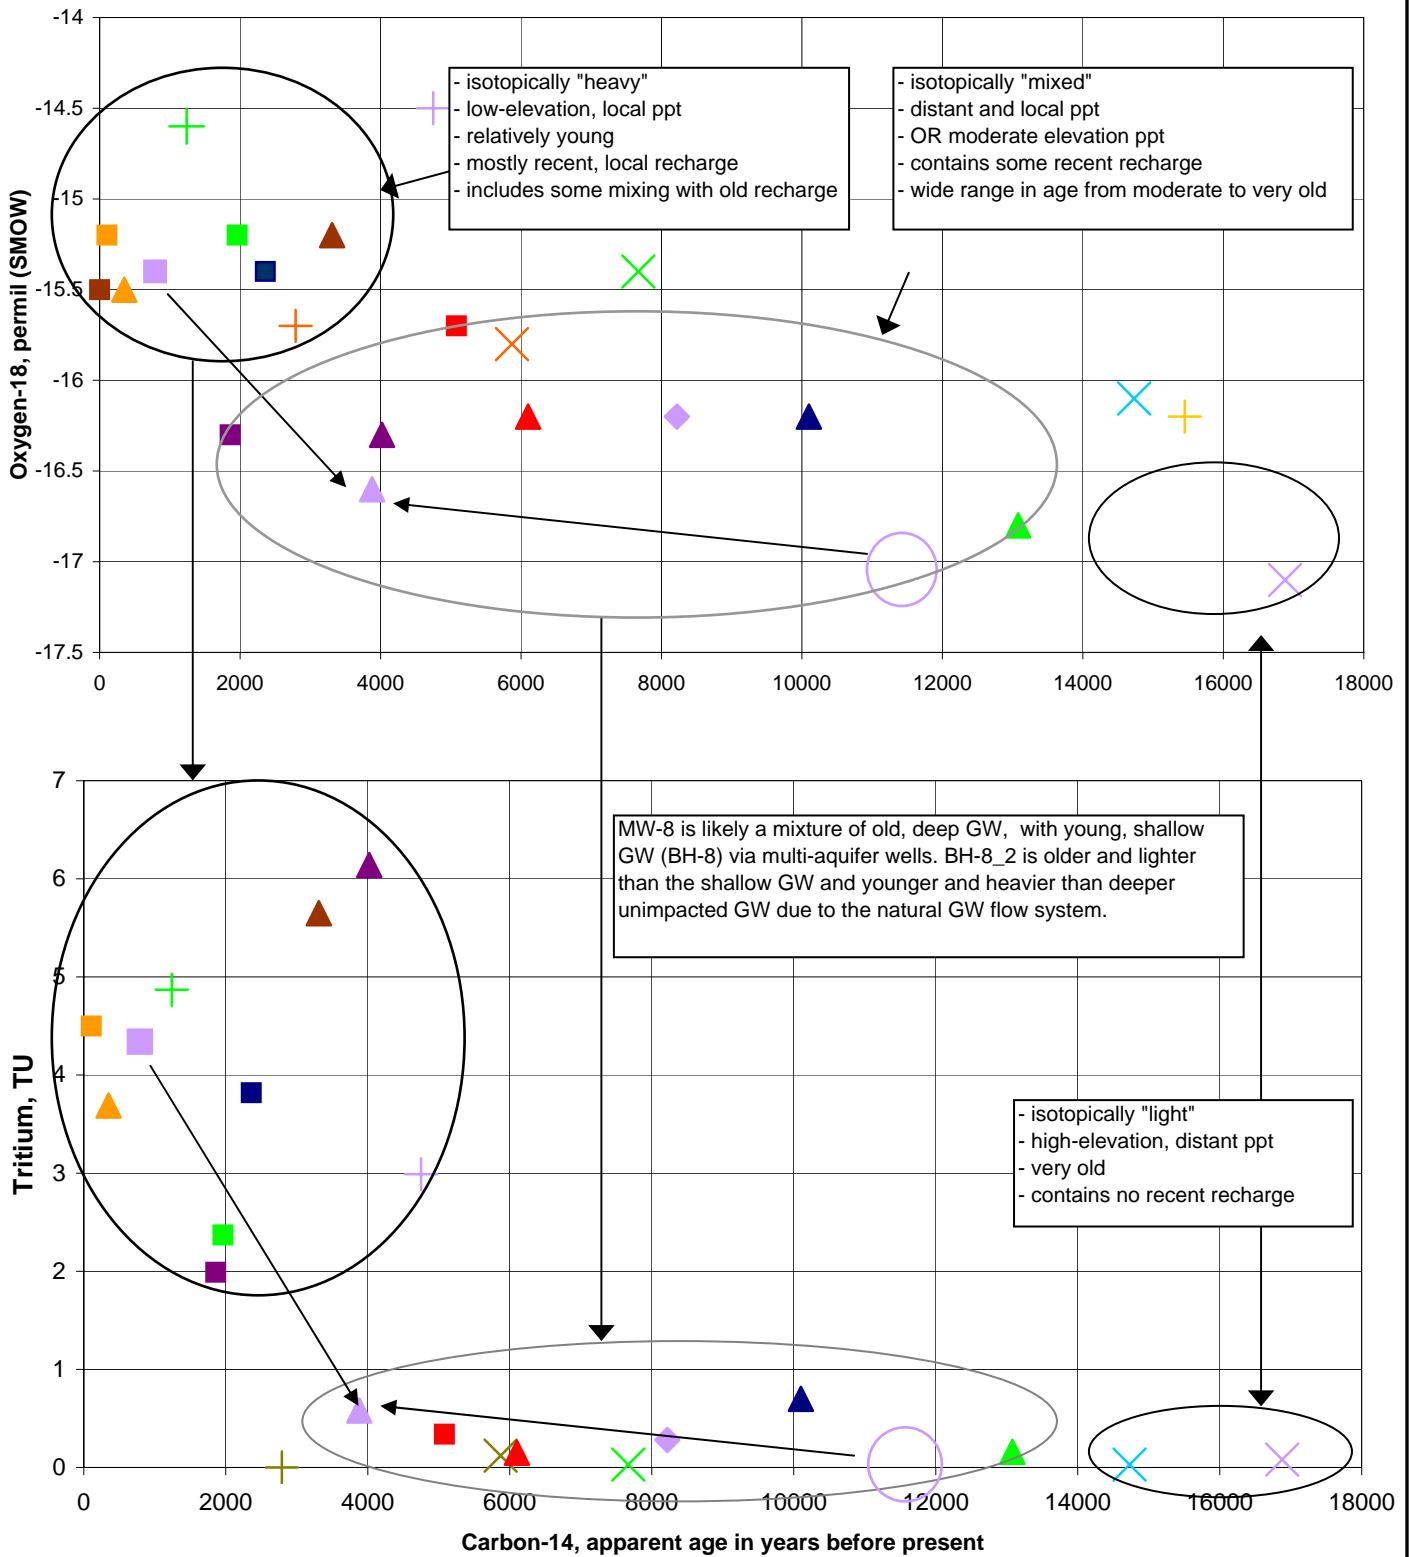 -14
-14.5
-15
-15.5
-16
-16.5
-17
-17.5
Oxygen-18, permil (SMOW)
- isotopically "heavy"
- low-elevation, local ppt
- relatively young
- mostly recent, local recharge
- includes some mixing with old recharge
- isotopically "mixed"
- distant and local ppt
- OR moderate elevation ppt
- contains some recent recharge
- wide range in age from moderate to very old
0 2000 4000 6000 8000 10000 12000 14000 16000 18000
7
6
5
4
3
2
1
0
Tritium, TU
MW-8 is likely a mixture of old, deep GW, with young, shallow
GW (BH-8) via multi-aquifer wells. BH-8_2 is older and lighter
than the shallow GW and younger and heavier than deeper
unimpacted GW due to the natural GW flow system.
- isotopically "light"
- high-elevation, distant ppt
- very old
- contains no recent recharge
0 2000 4000 6000 8000 10000 12000 14000 16000 18000
Carbon-14, apparent age in years before present